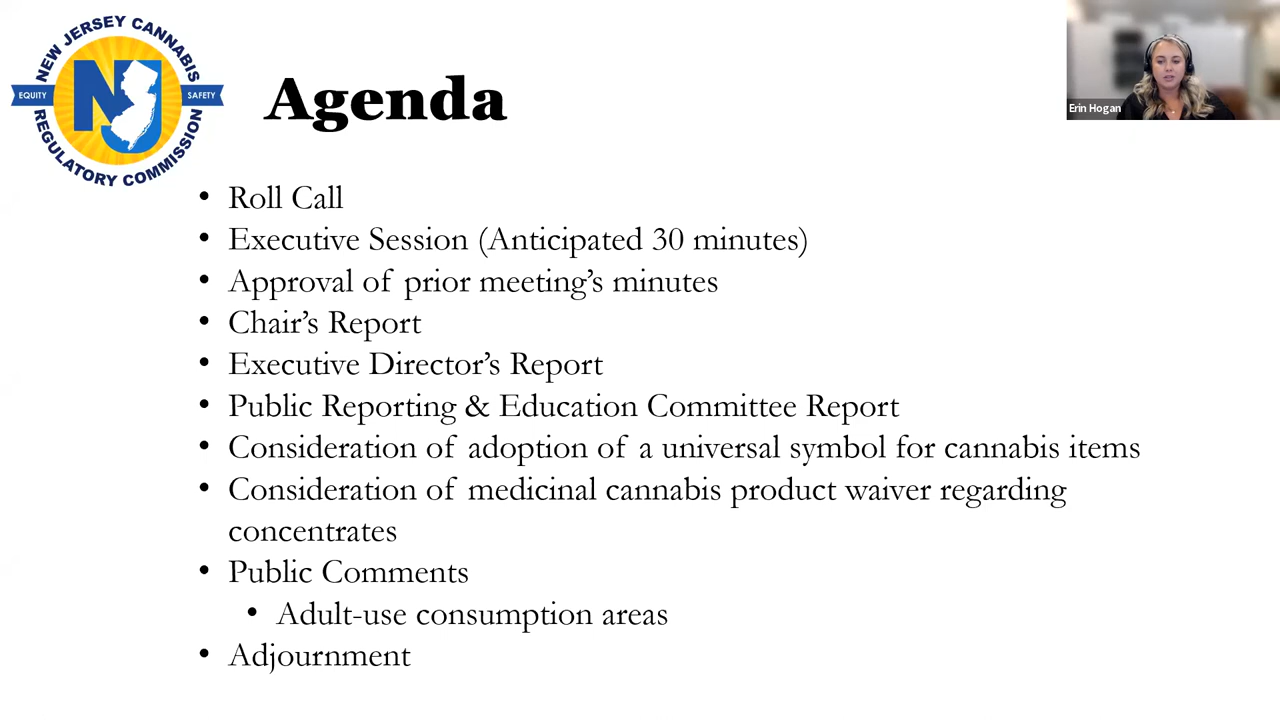 NEW JERSEY CANNABIS
EQUITY
NJ
SAFETY
REGULATORY COMMISSION
Agenda
Erin Hogan
• Roll Call
• Executive Session (Anticipated 30 minutes)
• Approval of prior meeting’s minutes
• Chair’s Report
• Executive Director’s Report
• Public Reporting & Education Committee Report
• Consideration of adoption of a universal symbol for cannabis items
• Consideration of medicinal cannabis product waiver regarding
concentrates
• Public Comments
• Adult-use consumption areas
• Adjournment